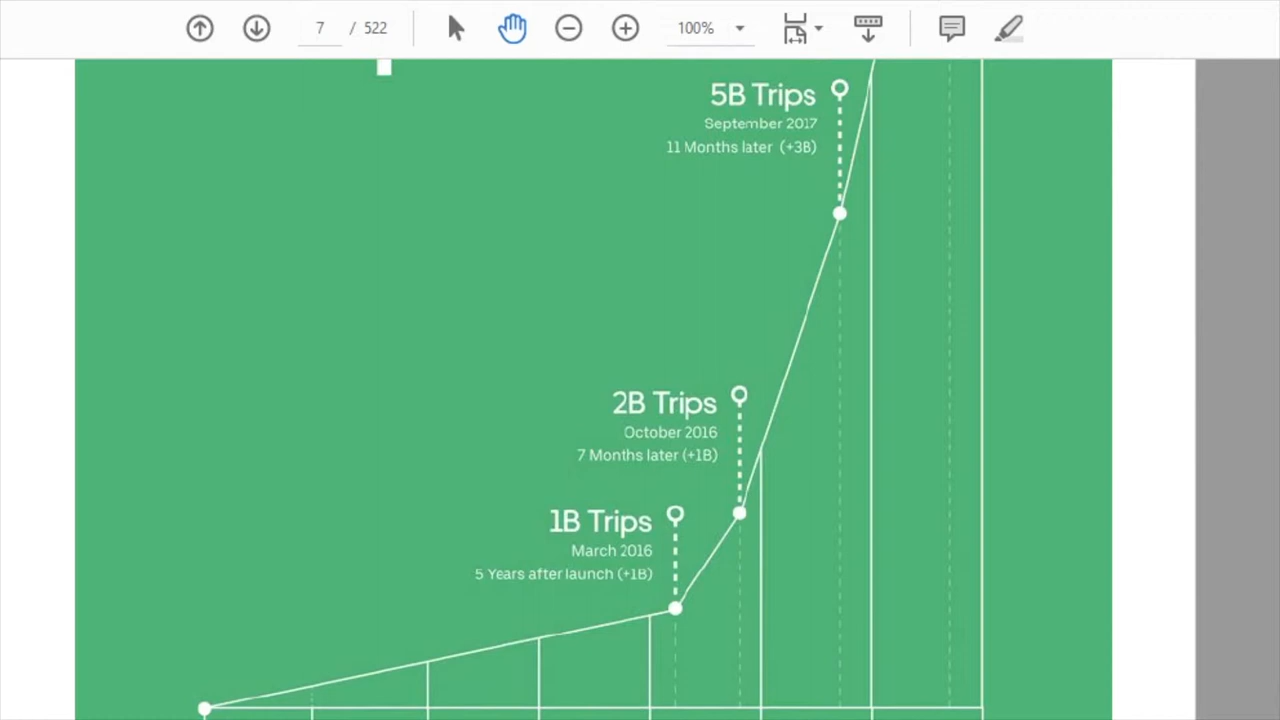 7 / 522 100%
5B Trips
September 2017
11 Months later (+3B)
2B Trips
October 2016
7 Months later (+1B)
1B Trips
March 2016
5 Years after launch (+1B)